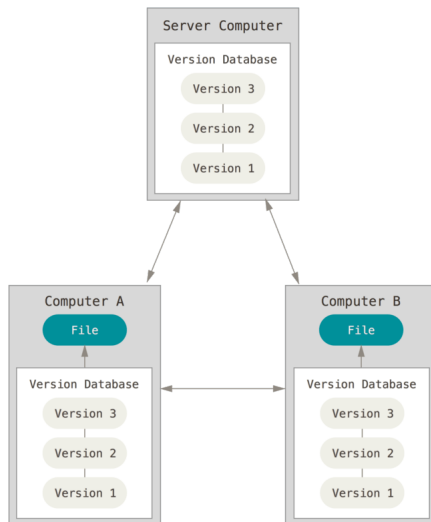 Server Computer
Version Database
Version 3
Version 2
Version 1
Computer A
File
Version Database
Version 3
Version 2
Version 1
Computer B
File
Version Database
Version 3
Version 2
Version 1